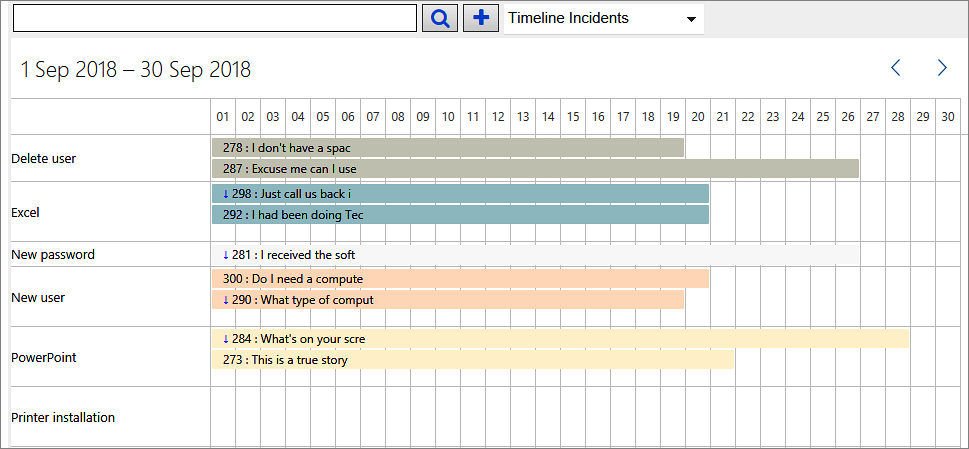 Timeline Incidents
1 Sep 2018 – 30 Sep 2018
01 02 03 04 05 06 07 08 09 10 11 12 13 14 15 16 17 18 19 20 21 22 23 24 25 26 27 28 29 30
Delete user
278 : I don't have a spac
287 : Excuse me can I use
Excel
↓ 298 : Just call us back i
292 : I had been doing Tec
New password
↓ 281 : I received the soft
New user
300 : Do I need a compute
↓ 290 : What type of comput
PowerPoint
↓ 284 : What's on your scre
273 : This is a true story
Printer installation